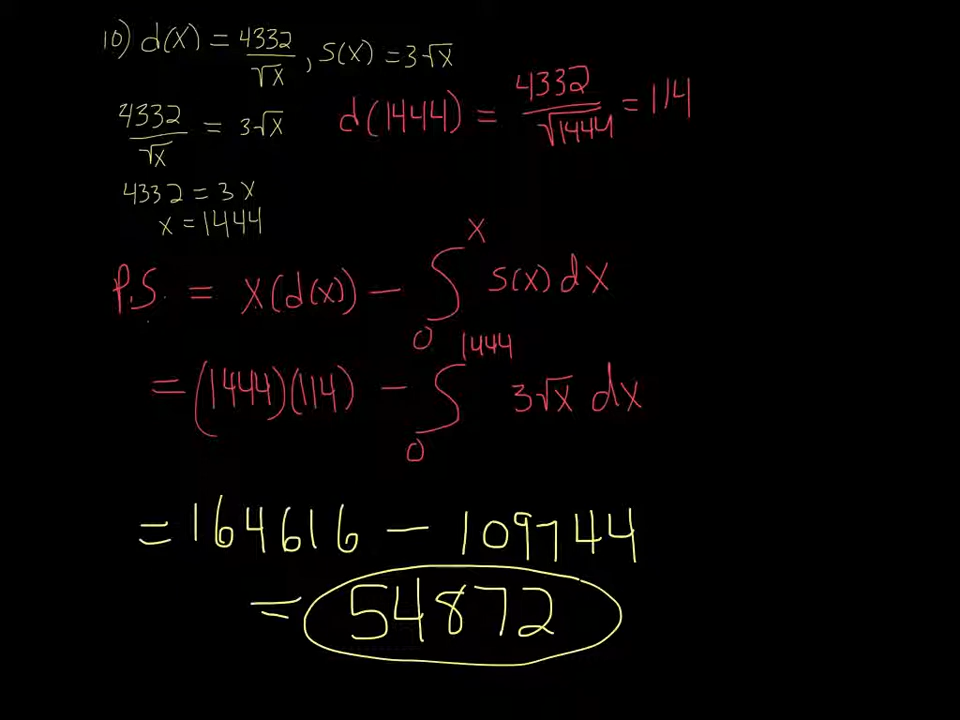 10) d(x) = 4332/√x, S(x) = 3√x
4332/√x = 3√x
d(1444) = 4332/√1444 = 114
4332 = 3x
x = 1444
P.S. = x(d(x)) − ∫₀ˣ S(x)dx
= (1444)(114) − ∫₀¹⁴⁴⁴ 3√x dx
= 164616 − 109744
= 54872